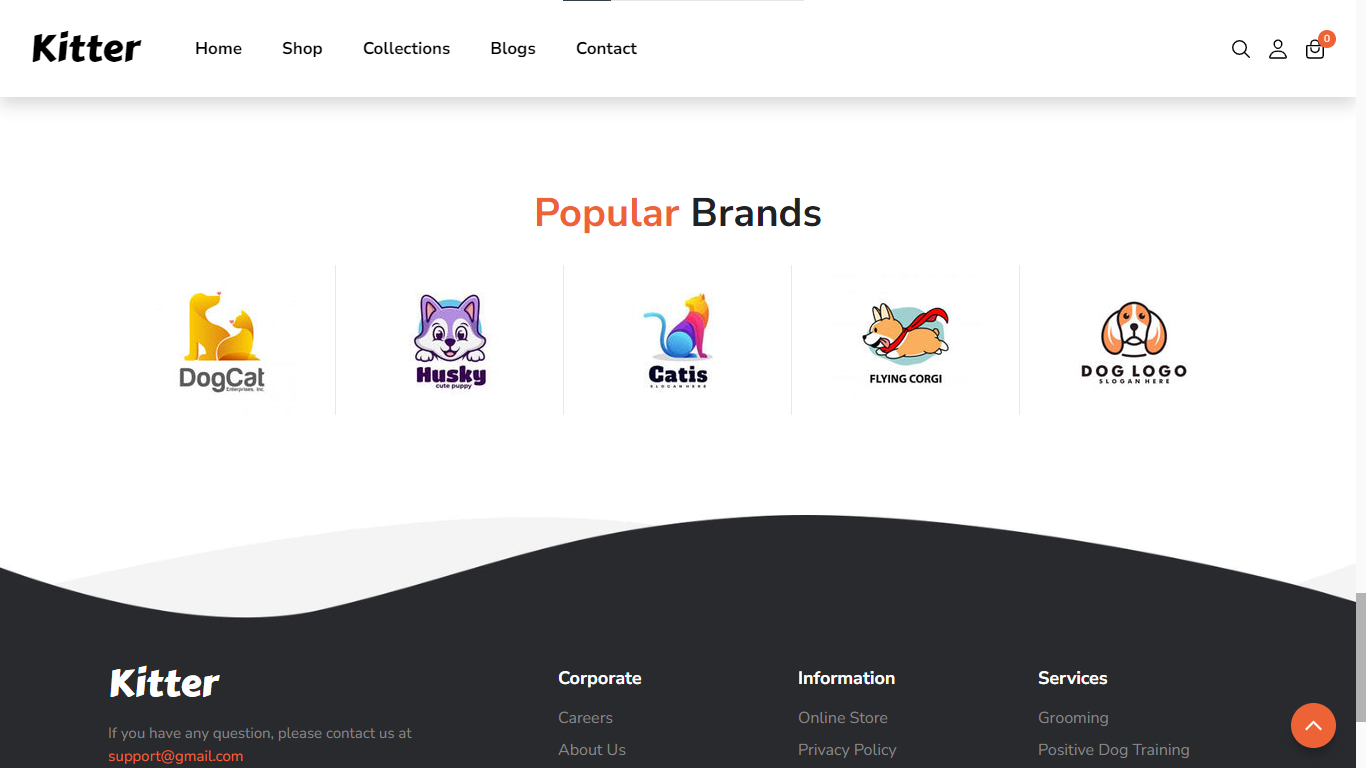 Kitter Home Shop Collections Blogs Contact 0
Popular Brands
DogCat
Enterprises, Inc.
Husky
cute puppy
Catis
SLOGAN HERE
FLYING CORGI
DOG LOGO
SLOGAN HERE
Kitter
If you have any question, please contact us at
support@gmail.com
Corporate
Careers
About Us
Information
Online Store
Privacy Policy
Services
Grooming
Positive Dog Training